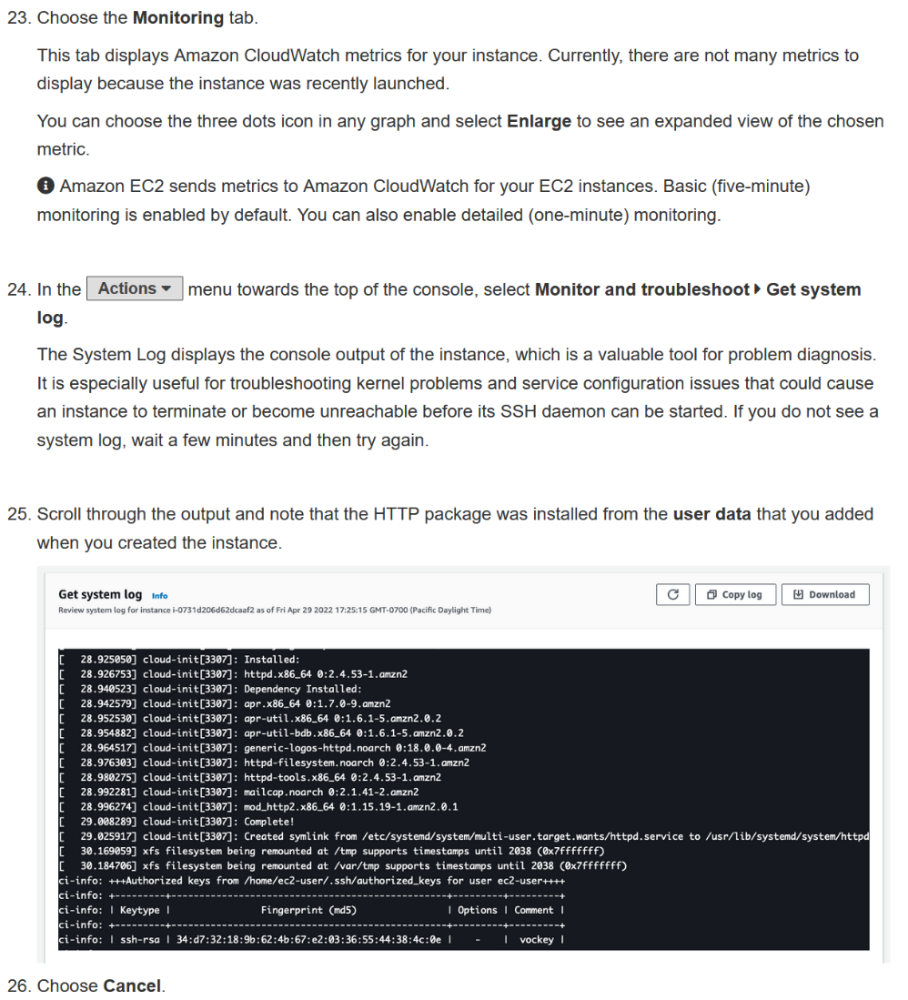 23. Choose the Monitoring tab.
This tab displays Amazon CloudWatch metrics for your instance. Currently, there are not many metrics to
display because the instance was recently launched.
You can choose the three dots icon in any graph and select Enlarge to see an expanded view of the chosen
metric.
Amazon EC2 sends metrics to Amazon CloudWatch for your EC2 instances. Basic (five-minute)
monitoring is enabled by default. You can also enable detailed (one-minute) monitoring.
24. In the Actions menu towards the top of the console, select Monitor and troubleshoot Get system
log.
The System Log displays the console output of the instance, which is a valuable tool for problem diagnosis.
It is especially useful for troubleshooting kernel problems and service configuration issues that could cause
an instance to terminate or become unreachable before its SSH daemon can be started. If you do not see a
system log, wait a few minutes and then try again.
25. Scroll through the output and note that the HTTP package was installed from the user data that you added
when you created the instance.
Get system log Info
Copy log Download
Review system log for instance i-0731d206d62dcaaf2 as of Fri Apr 29 2022 17:25:15 GMT-0700 (Pacific Daylight Time)
[   28.925050] cloud-init[3307]: Installed:
[   28.926753] cloud-init[3307]: httpd.x86_64 0:2.4.53-1.amzn2
[   28.940523] cloud-init[3307]: Dependency Installed:
[   28.942579] cloud-init[3307]: apr.x86_64 0:1.7.0-9.amzn2
[   28.952530] cloud-init[3307]: apr-util.x86_64 0:1.6.1-5.amzn2.0.2
[   28.954882] cloud-init[3307]: apr-util-bdb.x86_64 0:1.6.1-5.amzn2.0.2
[   28.964517] cloud-init[3307]: generic-logos-httpd.noarch 0:18.0.0-4.amzn2
[   28.976303] cloud-init[3307]: httpd-filesystem.noarch 0:2.4.53-1.amzn2
[   28.980275] cloud-init[3307]: httpd-tools.x86_64 0:2.4.53-1.amzn2
[   28.992281] cloud-init[3307]: mailcap.noarch 0:2.1.41-2.amzn2
[   28.996274] cloud-init[3307]: mod_http2.x86_64 0:1.15.19-1.amzn2.0.1
[   29.008289] cloud-init[3307]: Complete!
[   29.025917] cloud-init[3307]: Created symlink from /etc/systemd/system/multi-user.target.wants/httpd.service to /usr/lib/systemd/system/httpd
[   30.169059] xfs filesystem being remounted at /tmp supports timestamps until 2038 (0x7fffffff)
[   30.184706] xfs filesystem being remounted at /var/tmp supports timestamps until 2038 (0x7fffffff)
ci-info: +++Authorized keys from /home/ec2-user/.ssh/authorized_keys for user ec2-user++++
ci-info: +---------+-------------------------------------------------+---------+---------+
ci-info: | Keytype |                Fingerprint (md5)                | Options | Comment |
ci-info: +---------+-------------------------------------------------+---------+---------+
ci-info: | ssh-rsa | 34:d7:32:18:9b:62:4b:67:e2:03:36:55:44:38:4c:0e |    -    |  vockey |
26. Choose Cancel.